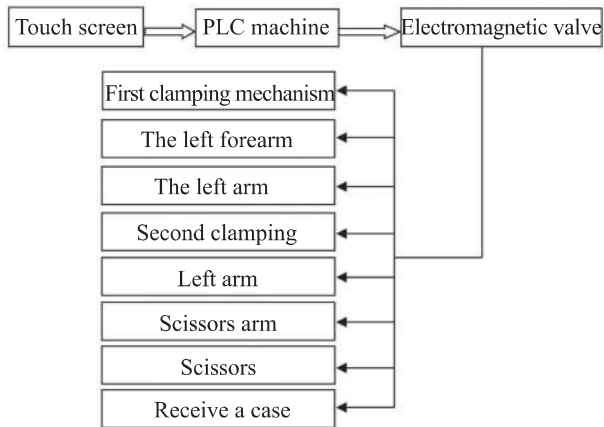 Touch screen
PLC machine
Electromagnetic valve
First clamping mechanism
The left forearm
The left arm
Second clamping
Left arm
Scissors arm
Scissors
Receive a case